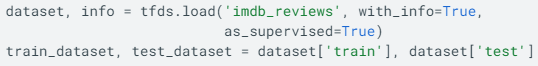 dataset, info = tfds.load('imdb_reviews', with_info=True,
                          as_supervised=True)
train_dataset, test_dataset = dataset['train'], dataset['test']